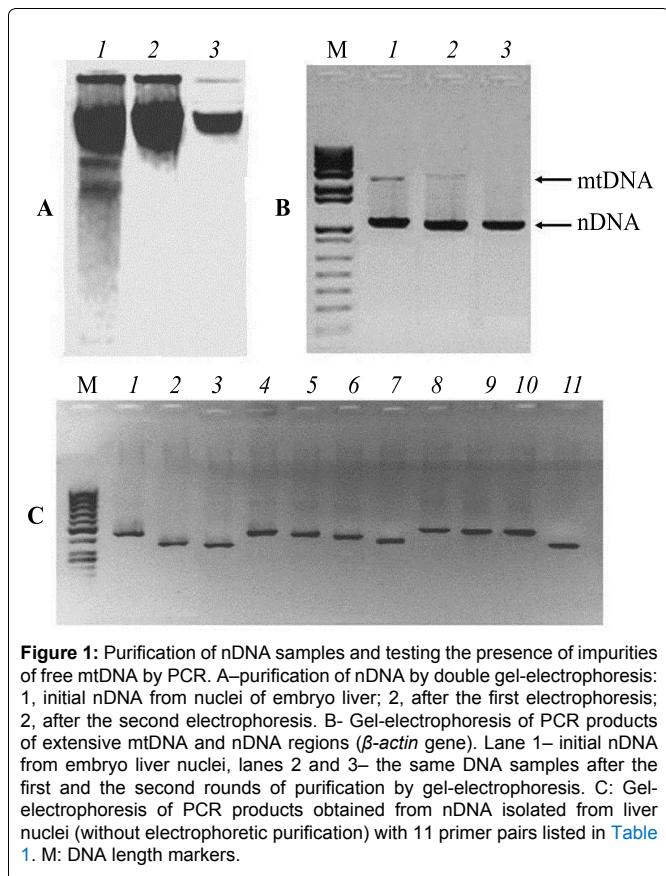 1 2 3
M 1 2 3
A
B
mtDNA
nDNA
M 1 2 3 4 5 6 7 8 9 10 11
C
Figure 1: Purification of nDNA samples and testing the presence of impurities
of free mtDNA by PCR. A–purification of nDNA by double gel-electrophoresis:
1, initial nDNA from nuclei of embryo liver; 2, after the first electrophoresis;
2, after the second electrophoresis. B- Gel-electrophoresis of PCR products
of extensive mtDNA and nDNA regions (β-actin gene). Lane 1– initial nDNA
from embryo liver nuclei, lanes 2 and 3– the same DNA samples after the
first and the second rounds of purification by gel-electrophoresis. C: Gel-
electrophoresis of PCR products obtained from nDNA isolated from liver
nuclei (without electrophoretic purification) with 11 primer pairs listed in Table
1. M: DNA length markers.